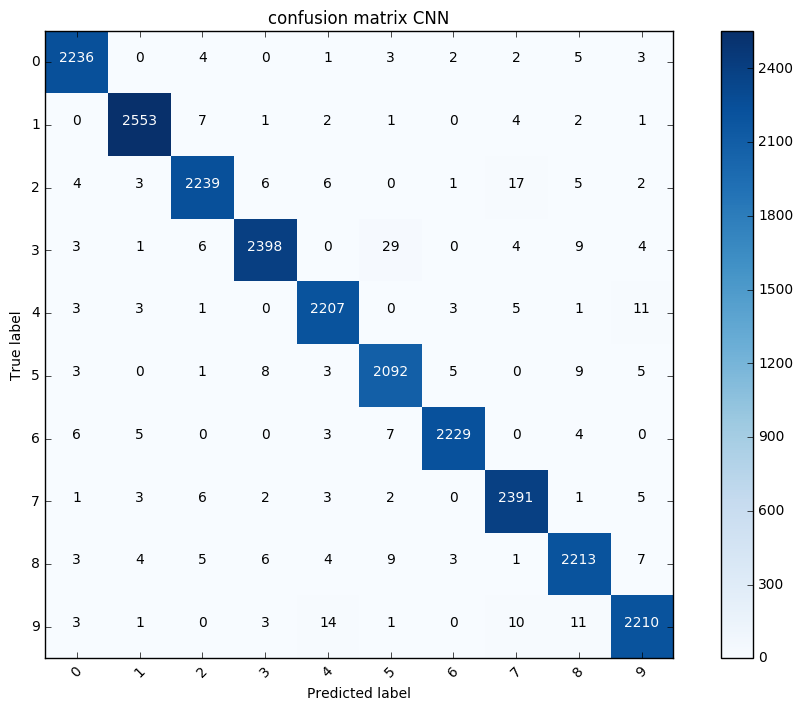 confusion matrix CNN
0 2236 0 4 0 1 3 2 2 5 3
1 0 2553 7 1 2 1 0 4 2 1
2 4 3 2239 6 6 0 1 17 5 2
3 3 1 6 2398 0 29 0 4 9 4
4 3 3 1 0 2207 0 3 5 1 11
5 3 0 1 8 3 2092 5 0 9 5
6 6 5 0 0 3 7 2229 0 4 0
7 1 3 6 2 3 2 0 2391 1 5
8 3 4 5 6 4 9 3 1 2213 7
9 3 1 0 3 14 1 0 10 11 2210
0 1 2 3 4 5 6 7 8 9
True label
Predicted label
2400
2100
1800
1500
1200
900
600
300
0